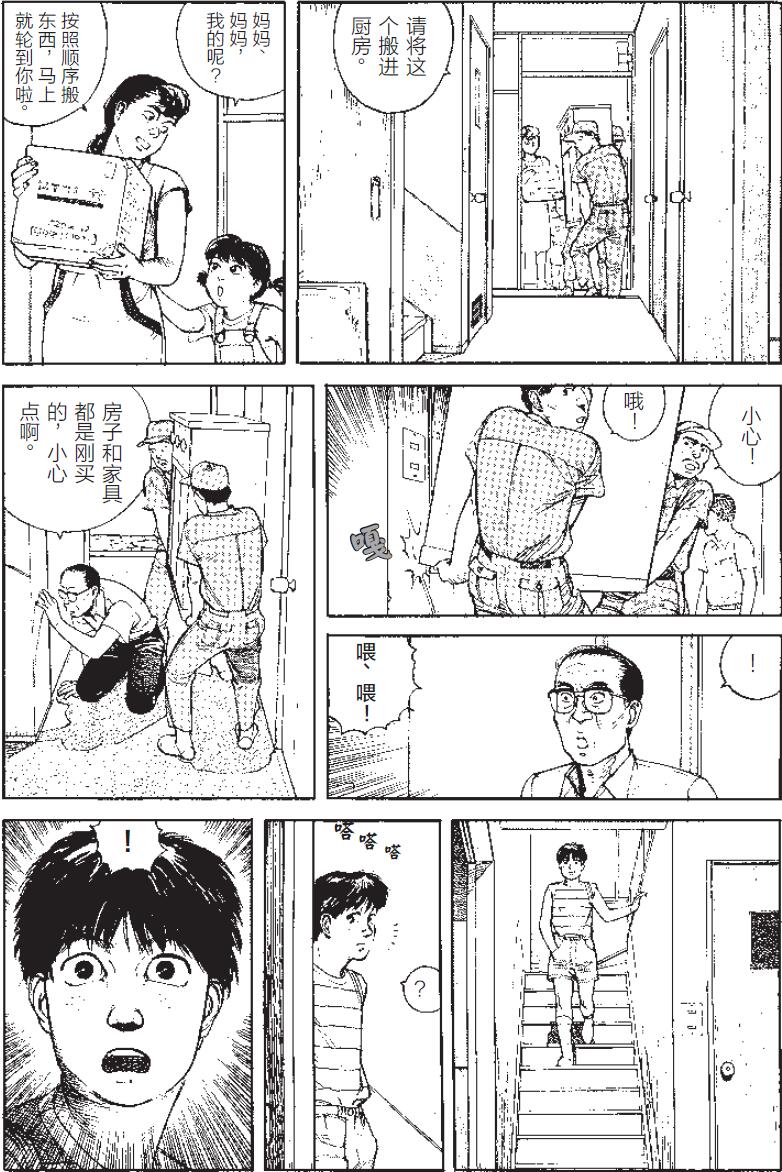 请将这
个搬进
厨房。
妈妈、
妈妈，
我的呢？
按照顺序搬
东西，马上
就轮到你啦。
小心！
哦！
嘎
房子和家具
都是刚买
的，小心
点啊。
！
喂、喂！
嗒嗒嗒
？
！